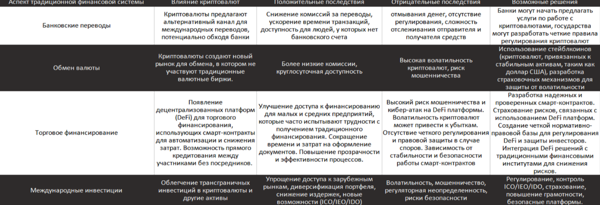 Аспект традиционной финансовой системы
Влияние криптовалют
Положительные последствия
Отрицательные последствия
Возможные решения
Банковские переводы
Криптовалюты предлагают
альтернативный канал для
международных переводов,
потенциально обходя банки
Снижение комиссий за переводы,
ускорение времени транзакций,
доступность для людей, у которых нет
банковского счета
отмывания денег, отсутствие
регулирования, сложность
отслеживания отправителя и
получателя средств
Банки могут начать предлагать
услуги по работе с
криптовалютами, государства
могут разработать четкие правила
регулирования криптовалют
Обмен валюты
Криптовалюты создают новый
рынок для обмена, в котором не
участвуют традиционные
валютные биржи.
Более низкие комиссии,
круглосуточная доступность
Высокая волатильность
криптовалют, риск
мошенничества
Использование стейблкоинов
(криптовалют, привязанных к
стабильным активам, таким как
доллар США), разработка
страховочных механизмов для
защиты от волатильности
Торговое финансирование
Появление
децентрализованных платформ
(DeFi) для торгового
финансирования,
использующих смарт-контракты
для автоматизации и снижения
затрат. Возможность прямого
кредитования между
участниками без посредников.
Улучшение доступа к финансированию
для малых и средних предприятий,
которые часто испытывают трудности с
получением традиционного
финансирования. Сокращение
времени и затрат на оформление
документов. Повышение прозрачности
и эффективности процессов.
Высокий риск мошенничества и
кибер-атак на DeFi платформы.
Волатильность криптовалют
может привести к убыткам.
Отсутствие четкого регулирования
и правовой защиты в случае
споров. Зависимость от
стабильности и безопасности
работы смарт-контрактов
Разработка надежных и
проверенных смарт-контрактов.
Страхование рисков, связанных с
использованием DeFi платформ.
Создание четкой нормативно-
правовой базы для регулирования
DeFi и защиты инвесторов.
Интеграция DeFi решений с
традиционными финансовыми
институтами для снижения
рисков.
Международные инвестиции
Облегчение трансграничных
инвестиций в криптовалюты и
другие активы
Упрощение доступа к зарубежным
рынкам, диверсификация портфеля,
снижение издержек, новые
возможности (ICO/IEO/IDO)
Волатильность, мошенничество,
регуляторная неопределенность,
риски безопасности
Регулирование, контроль
ICO/IEO/IDO, страхование,
повышение грамотности,
безопасные платформы.